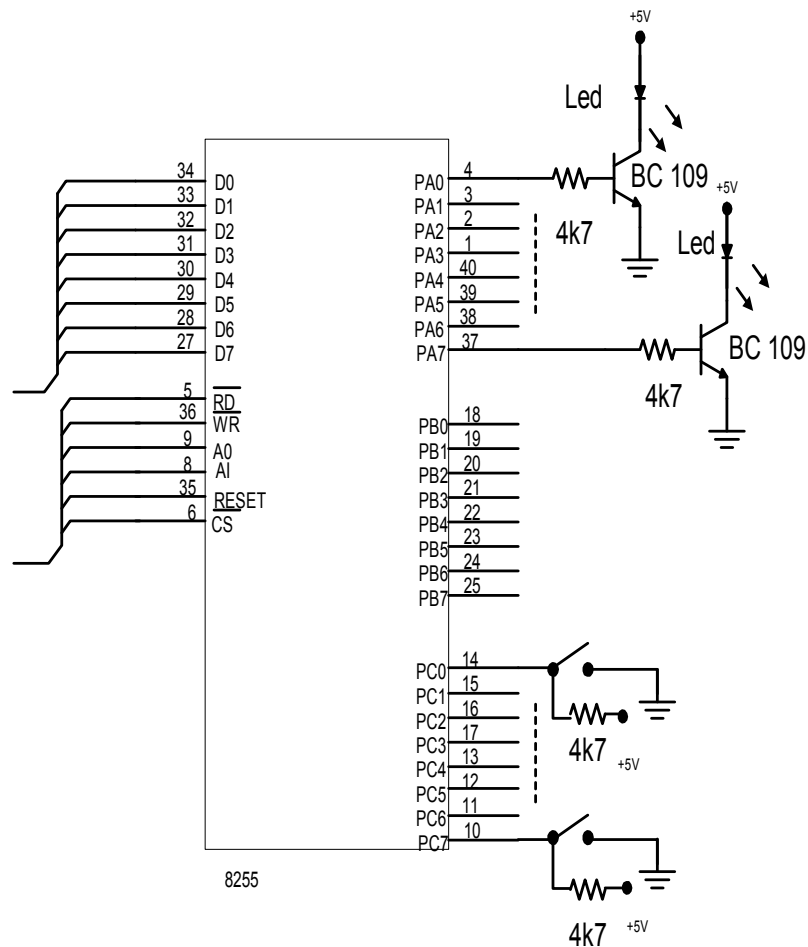 +5V
Led
34 D0 PA0 4 BC 109
33 D1 PA1 3 +5V
32 D2 PA2 2 4k7
31 D3 PA3 1 Led
30 D4 PA4 40
29 D5 PA5 39
28 D6 PA6 38
27 D7 PA7 37 BC 109
4k7
5 RD
36 WR PB0 18
9 A0 PB1 19
8 AI PB2 20
35 RESET PB3 21
6 CS PB4 22
PB5 23
PB6 24
PB7 25
PC0 14
PC1 15
PC2 16
PC3 17 4k7
PC4 13 +5V
PC5 12
PC6 11
PC7 10
8255
4k7 +5V